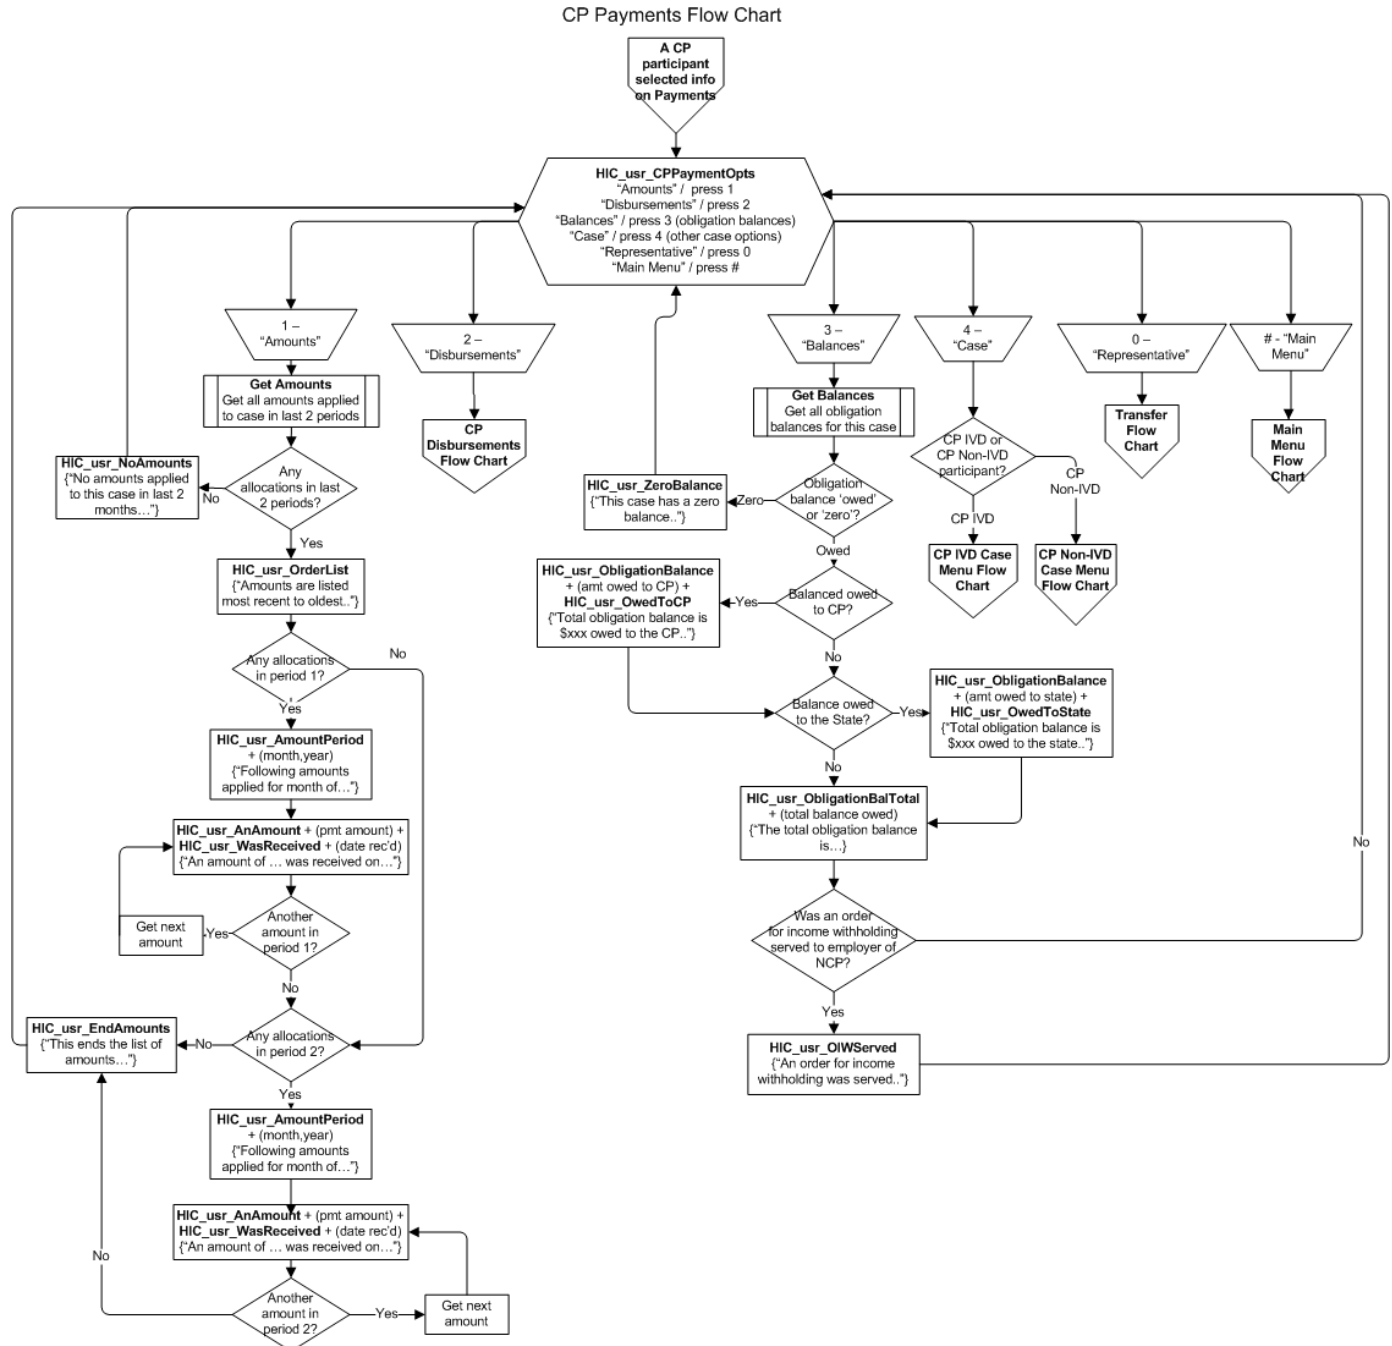 CP Payments Flow Chart
A CP
participant
selected info
on Payments
HIC_usr_CPPaymentOpts
“Amounts” / press 1
“Disbursements” / press 2
“Balances” / press 3 (obligation balances)
“Case” / press 4 (other case options)
“Representative” / press 0
“Main Menu” / press #
1 –
“Amounts”
Get Amounts
Get all amounts applied
to case in last 2 periods
Any
allocations in last
2 periods?
No
HIC_usr_NoAmounts
{“No amounts applied
to this case in last 2
months…”}
Yes
HIC_usr_OrderList
{“Amounts are listed
most recent to oldest..”}
Any allocations
in period 1?
No
Yes
HIC_usr_AmountPeriod
+ (month,year)
{“Following amounts
applied for month of…”}
HIC_usr_AnAmount + (pmt amount) +
HIC_usr_WasReceived + (date rec’d)
{“An amount of … was received on…”}
Another
amount in
period 1?
Yes
Get next
amount
No
Any allocations
in period 2?
No
HIC_usr_EndAmounts
{“This ends the list of
amounts…”}
Yes
HIC_usr_AmountPeriod
+ (month,year)
{“Following amounts
applied for month of…”}
HIC_usr_AnAmount + (pmt amount) +
HIC_usr_WasReceived + (date rec’d)
{“An amount of … was received on…”}
Another
amount in
period 2?
No
Yes
Get next
amount
2 –
“Disbursements”
CP
Disbursements
Flow Chart
3 –
“Balances”
Get Balances
Get all obligation
balances for this case
Obligation
balance ‘owed’
or ‘zero’?
Zero
HIC_usr_ZeroBalance
{“This case has a zero
balance..”}
Owed
Balanced owed
to CP?
Yes
HIC_usr_ObligationBalance
+ (amt owed to CP) +
HIC_usr_OwedToCP
{“Total obligation balance is
$xxx owed to the CP..”}
No
Balance owed
to the State?
Yes
HIC_usr_ObligationBalance
+ (amt owed to state) +
HIC_usr_OwedToState
{“Total obligation balance is
$xxx owed to the state..”}
No
HIC_usr_ObligationBalTotal
+ (total balance owed)
{“The total obligation balance
is…}
Was an order
for income withholding
served to employer of
NCP?
No
Yes
HIC_usr_OIWServed
{“An order for income
withholding was served..”}
4 –
“Case”
CP IVD or
CP Non-IVD
participant?
CP
Non-IVD
CP IVD
CP IVD Case
Menu Flow
Chart
CP Non-IVD
Case Menu
Flow Chart
0 –
“Representative”
Transfer
Flow
Chart
# - “Main
Menu”
Main
Menu
Flow
Chart